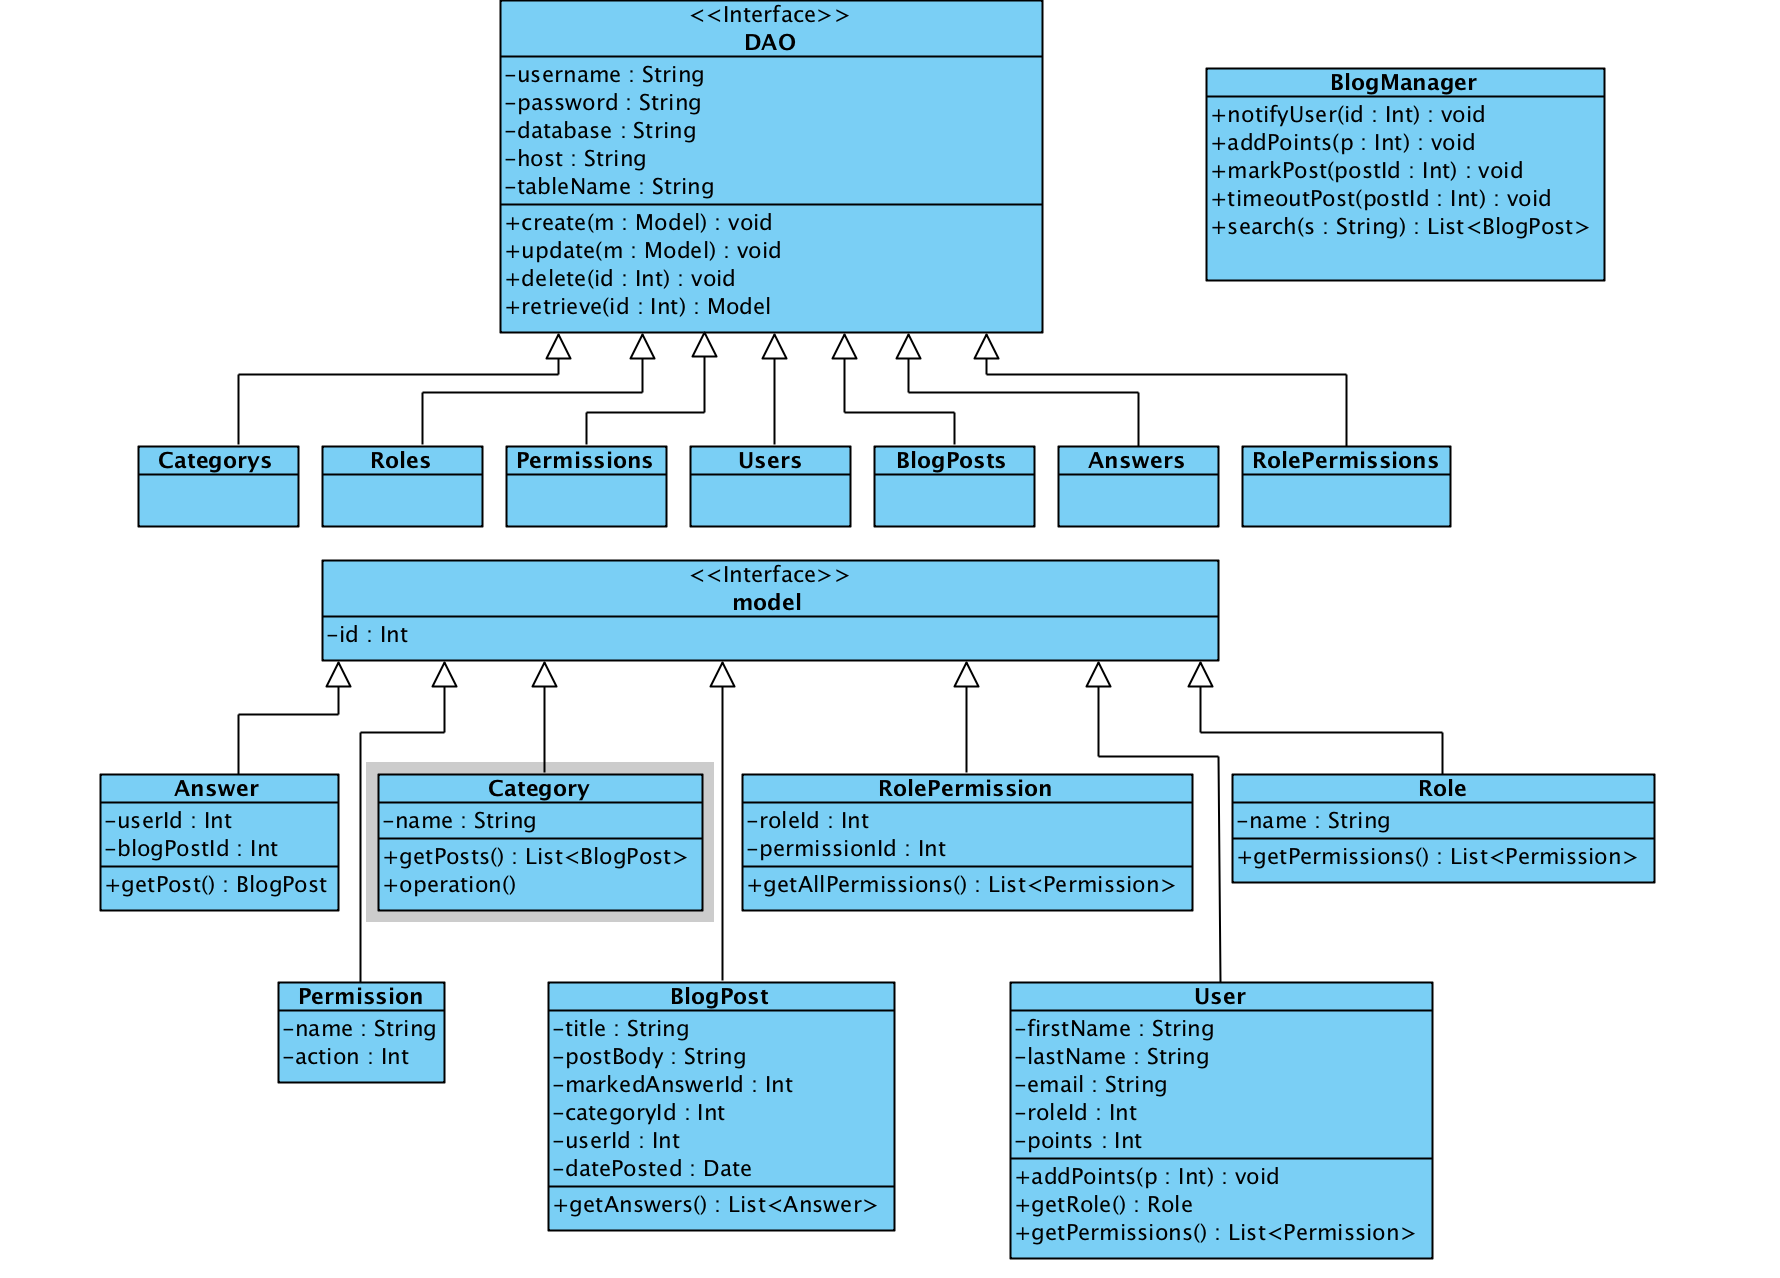 <<Interface>>
DAO
-username : String
-password : String
-database : String
-host : String
-tableName : String
+create(m : Model) : void
+update(m : Model) : void
+delete(id : Int) : void
+retrieve(id : Int) : Model
BlogManager
+notifyUser(id : Int) : void
+addPoints(p : Int) : void
+markPost(postId : Int) : void
+timeoutPost(postId : Int) : void
+search(s : String) : List<BlogPost>
Categorys
Roles
Permissions
Users
BlogPosts
Answers
RolePermissions
<<Interface>>
model
-id : Int
Answer
-userId : Int
-blogPostId : Int
+getPost() : BlogPost
Category
-name : String
+getPosts() : List<BlogPost>
+operation()
RolePermission
-roleId : Int
-permissionId : Int
+getAllPermissions() : List<Permission>
Role
-name : String
+getPermissions() : List<Permission>
Permission
-name : String
-action : Int
BlogPost
-title : String
-postBody : String
-markedAnswerId : Int
-categoryId : Int
-userId : Int
-datePosted : Date
+getAnswers() : List<Answer>
User
-firstName : String
-lastName : String
-email : String
-roleId : Int
-points : Int
+addPoints(p : Int) : void
+getRole() : Role
+getPermissions() : List<Permission>